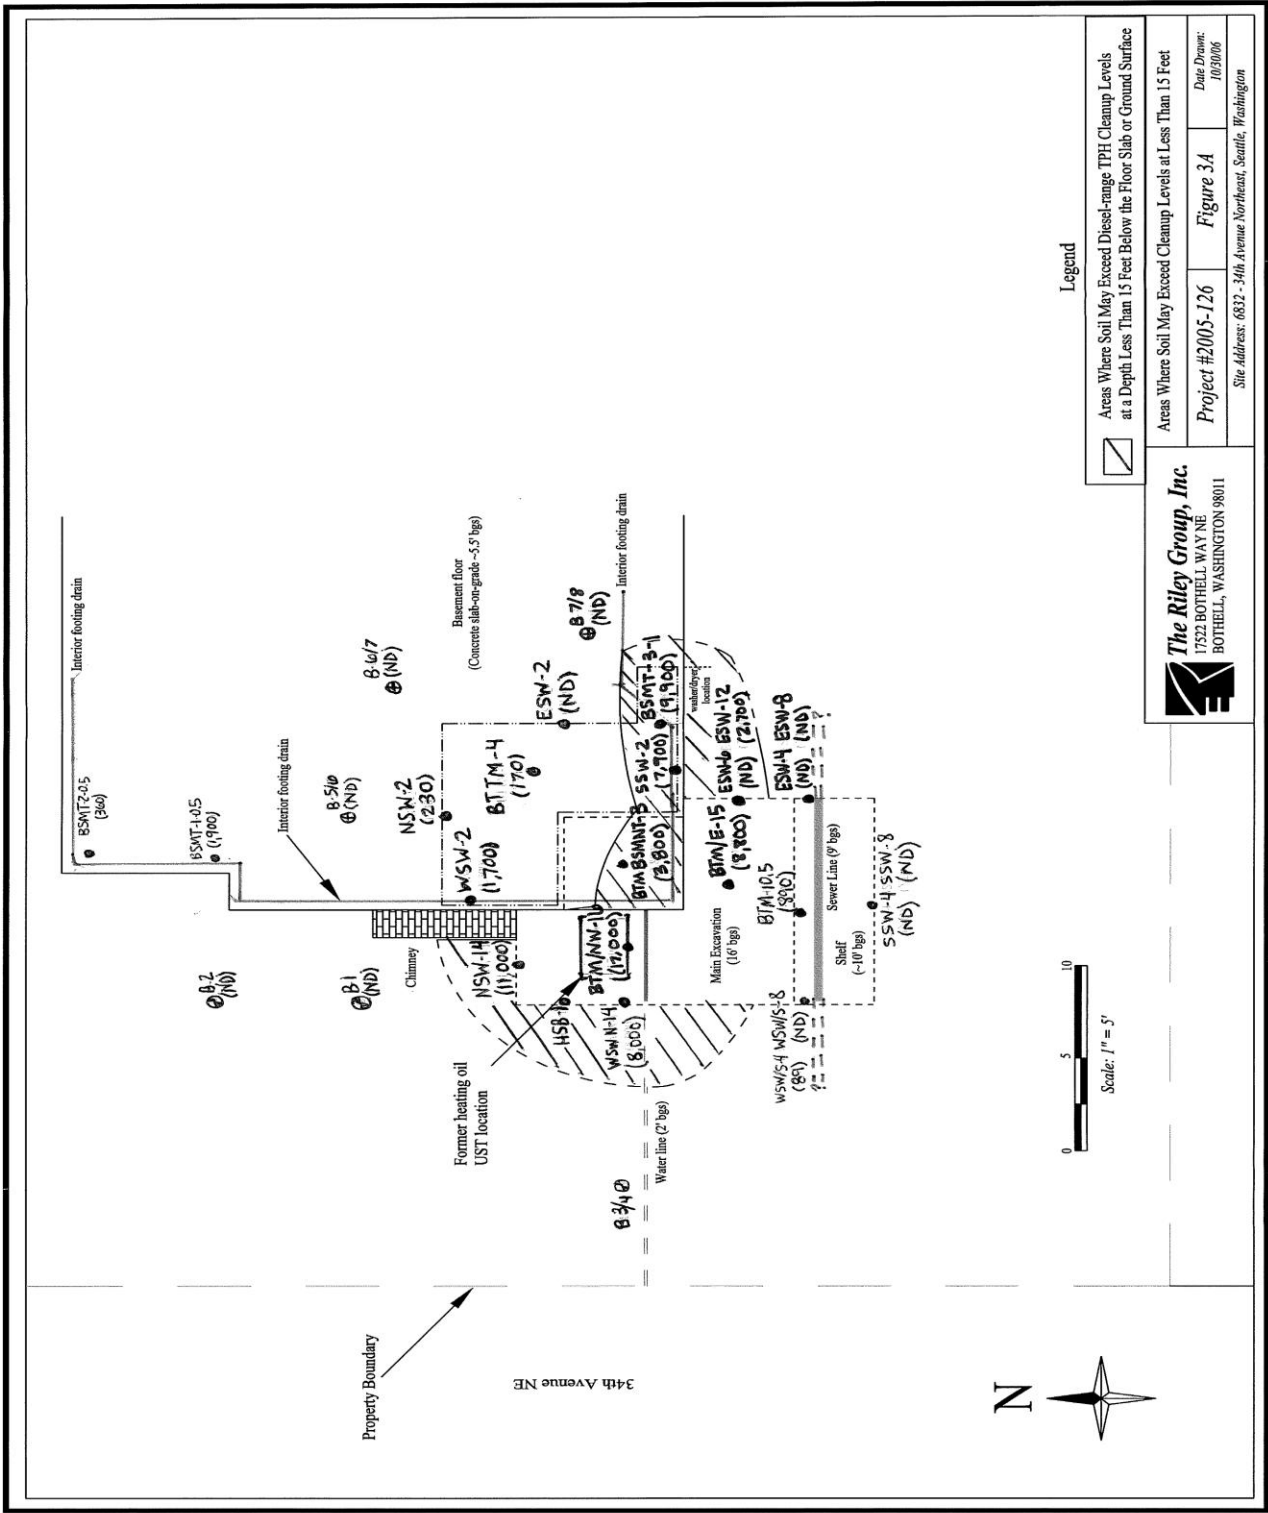 Interior footing drain
BSMT-2-0.5
(360)
BSMT-1-0.5
(1,900)
Interior footing drain
B-2
(ND)
B-1
(ND)
Chimney
B-5/6
(ND)
B-6/7
(ND)
NSW-2
(230)
WSW-2
(1,700)
BTTM-4
(170)
Basement floor
(Concrete slab-on-grade ~5.5' bgs)
ESW-2
(ND)
B 7/8
(ND)
Interior footing drain
Former heating oil
UST location
NSW-14
(11,000)
HSB-10
BTM/NW-16
(12,000)
WSW N-14
(8,000)
BTM BSMNT-3
(3,800)
SSW-2
(7,900)
BSMT-3-11
(9,900)
washer/dryer
location
B 3/4
Water line (2' bgs)
Main Excavation
(16' bgs)
BTM/E-15
(8,800)
ESW-6 ESW-12
(ND) (2,700)
BTM-10.5
(890)
ESW-4 ESW-8
(ND) (ND)
WSW/S-4 WSW/S-8
(89) (ND)
?
?
Sewer Line (9' bgs)
?
?
Shelf
(~10' bgs)
SSW-4 SSW-8
(ND) (ND)
Property Boundary
34th Avenue NE
N
0 5 10
Scale: 1" = 5'
Legend
Areas Where Soil May Exceed Diesel-range TPH Cleanup Levels
at a Depth Less Than 15 Feet Below the Floor Slab or Ground Surface
The Riley Group, Inc.
17522 BOTHELL WAY NE
BOTHELL, WASHINGTON 98011
Areas Where Soil May Exceed Cleanup Levels at Less Than 15 Feet
Project #2005-126
Figure 3A
Date Drawn:
10/30/06
Site Address: 6832 - 34th Avenue Northeast, Seattle, Washington